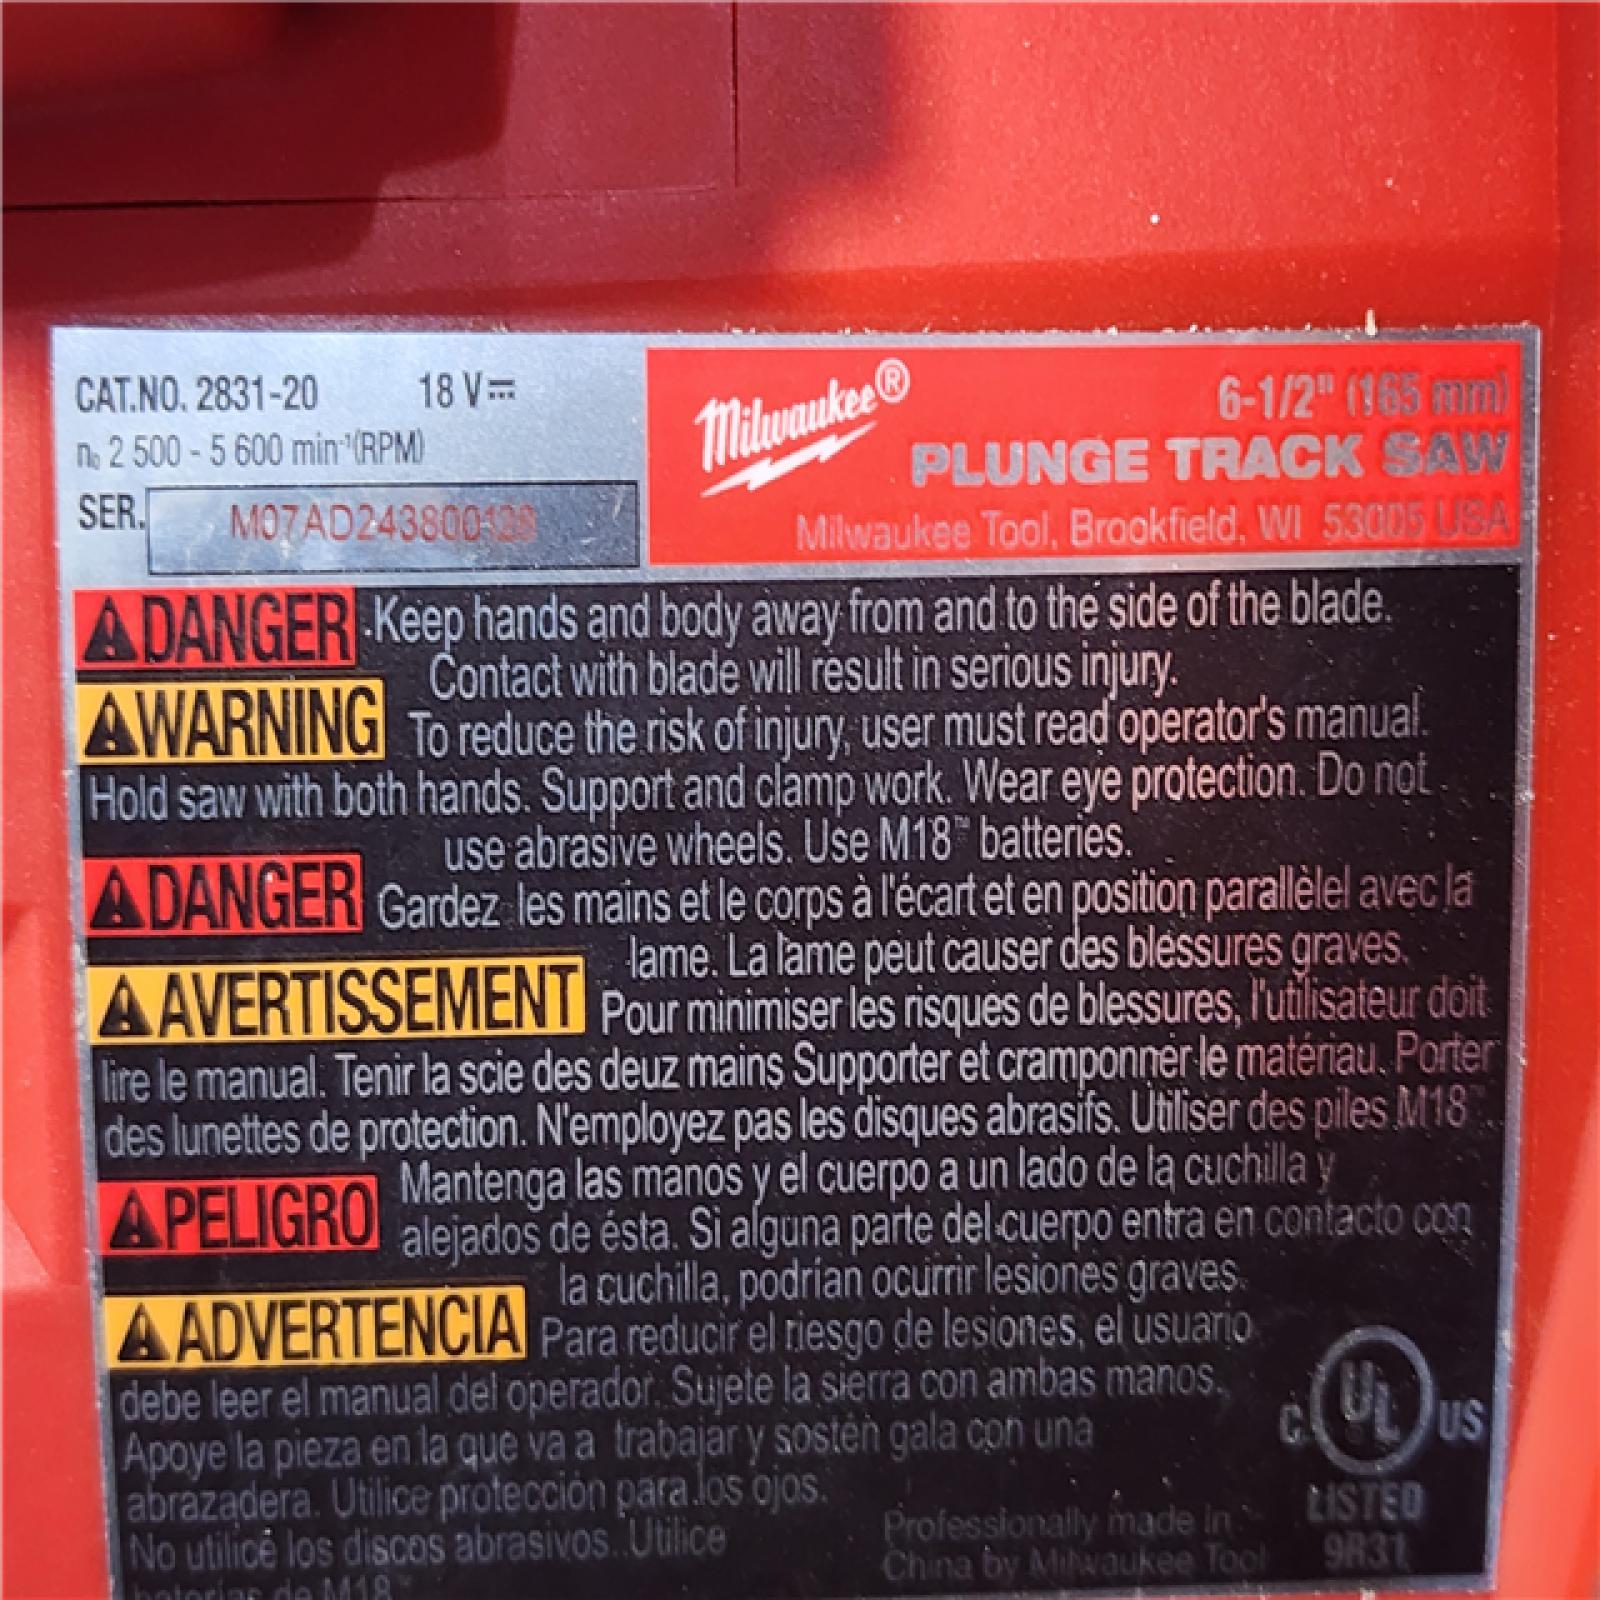 CAT.NO. 2831-20 18 V
n₀ 2 500 - 5 600 min⁻¹(RPM)
SER. M07AD243800128
Milwaukee®
6-1/2" (165 mm)
PLUNGE TRACK SAW
Milwaukee Tool, Brookfield, WI 53005 USA
DANGER Keep hands and body away from and to the side of the blade.
Contact with blade will result in serious injury.
WARNING To reduce the risk of injury, user must read operator's manual.
Hold saw with both hands. Support and clamp work. Wear eye protection. Do not
use abrasive wheels. Use M18™ batteries.
DANGER Gardez les mains et le corps à l'écart et en position parallèlel avec la
lame. La lame peut causer des blessures graves.
AVERTISSEMENT Pour minimiser les risques de blessures, l'utilisateur doit
lire le manual. Tenir la scie des deuz mains Supporter et cramponner le matériau. Porter
des lunettes de protection. N'employez pas les disques abrasifs. Utiliser des piles M18™.
PELIGRO Mantenga las manos y el cuerpo a un lado de la cuchilla y
alejados de ésta. Si alguna parte del cuerpo entra en contacto con
la cuchilla, podrían ocurrir lesiones graves.
ADVERTENCIA Para reducir el riesgo de lesiones, el usuario
debe leer el manual del operador. Sujete la sierra con ambas manos.
Apoye la pieza en la que va a trabajar y sostén gala con una
abrazadera. Utilice protección para los ojos.
No utilicé los discos abrasivos. Utilice
baterías de M18™
C UL US
LISTED
9R31
Professionally made in
China by Milwaukee Tool